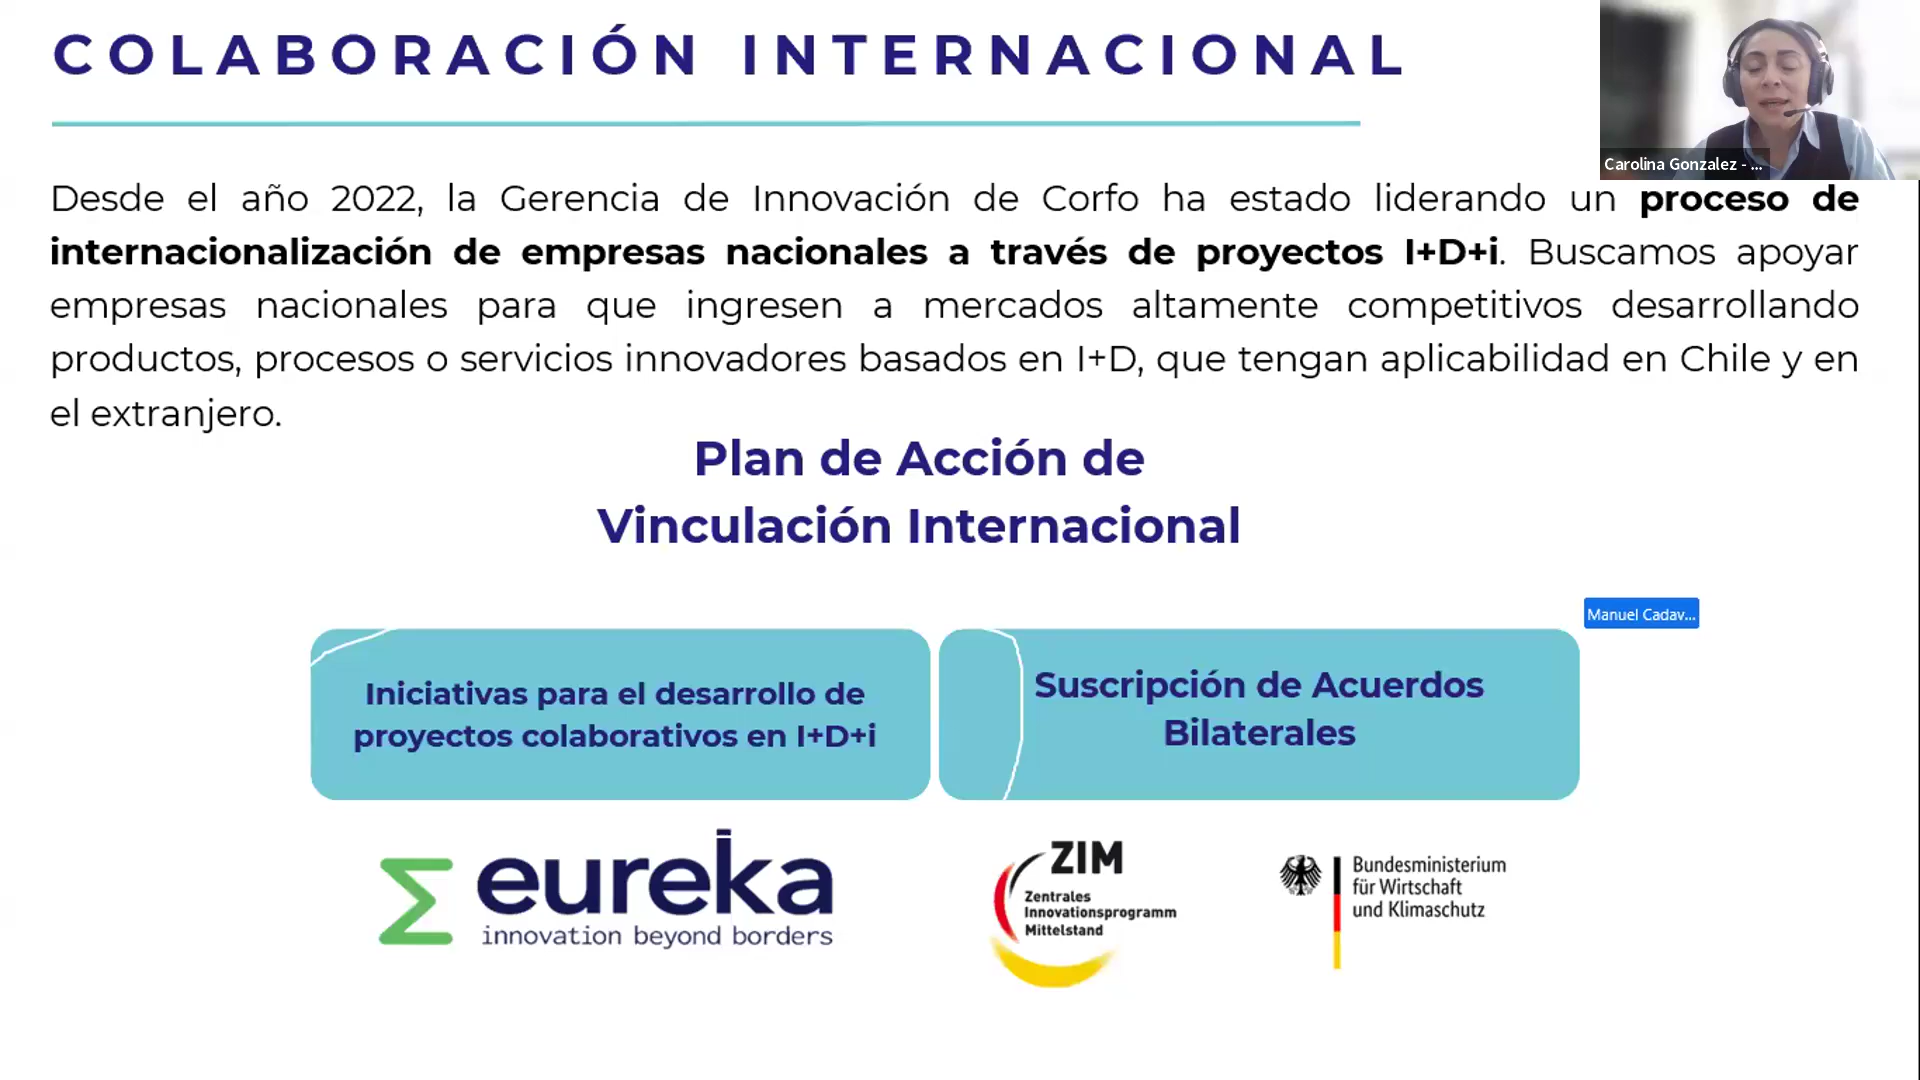 COLABORACIÓN INTERNACIONAL
Carolina Gonzalez - ...
Desde el año 2022, la Gerencia de Innovación de Corfo ha estado liderando un proceso de
internacionalización de empresas nacionales a través de proyectos I+D+i. Buscamos apoyar
empresas nacionales para que ingresen a mercados altamente competitivos desarrollando
productos, procesos o servicios innovadores basados en I+D, que tengan aplicabilidad en Chile y en
el extranjero.
Plan de Acción de
Vinculación Internacional
Manuel Cadav...
Iniciativas para el desarrollo de
proyectos colaborativos en I+D+i
Suscripción de Acuerdos
Bilaterales
eureka
innovation beyond borders
ZIM
Zentrales
Innovationsprogramm
Mittelstand
Bundesministerium
für Wirtschaft
und Klimaschutz